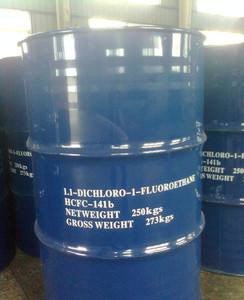 1.1-DICHLORO-1-FLUOROETHANE
HCFC-141b
NETWEIGHT 250kgs
GROSS WEIGHT 273kgs